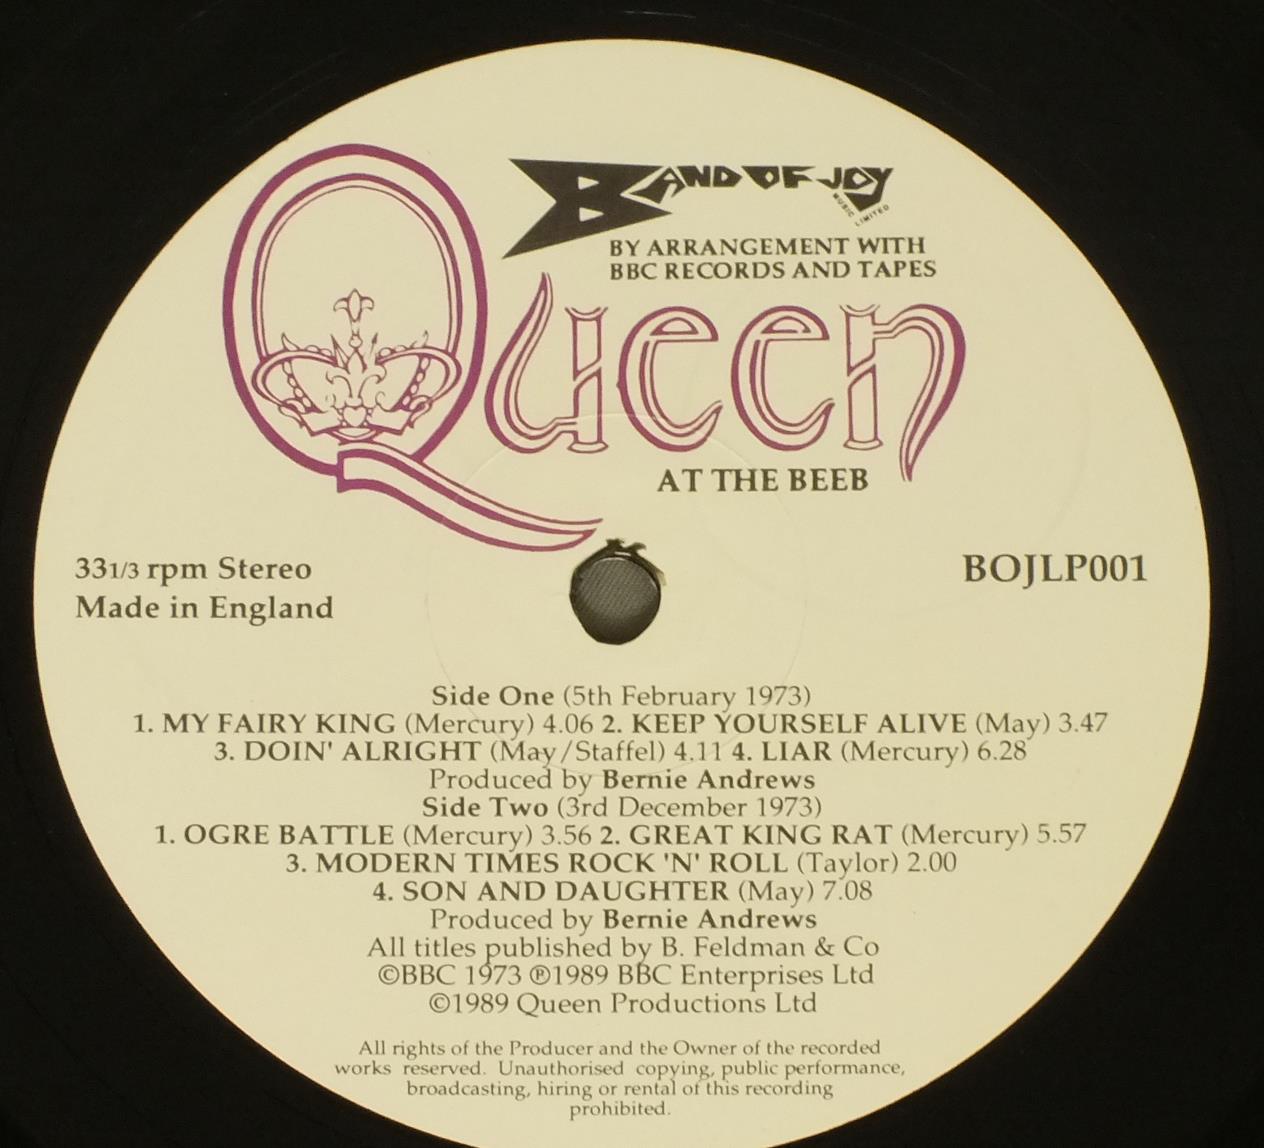 BAND OF JOY
MUSIC LIMITED
BY ARRANGEMENT WITH
BBC RECORDS AND TAPES
Queen
AT THE BEEB
33 1/3 rpm Stereo
Made in England
BOJLP001
Side One (5th February 1973)
1. MY FAIRY KING (Mercury) 4.06 2. KEEP YOURSELF ALIVE (May) 3.47
3. DOIN' ALRIGHT (May/Staffel) 4.11 4. LIAR (Mercury) 6.28
Produced by Bernie Andrews
Side Two (3rd December 1973)
1. OGRE BATTLE (Mercury) 3.56 2. GREAT KING RAT (Mercury) 5.57
3. MODERN TIMES ROCK 'N' ROLL (Taylor) 2.00
4. SON AND DAUGHTER (May) 7.08
Produced by Bernie Andrews
All titles published by B. Feldman & Co
©BBC 1973 ℗1989 BBC Enterprises Ltd
©1989 Queen Productions Ltd
All rights of the Producer and the Owner of the recorded
works reserved. Unauthorised copying, public performance,
broadcasting, hiring or rental of this recording
prohibited.